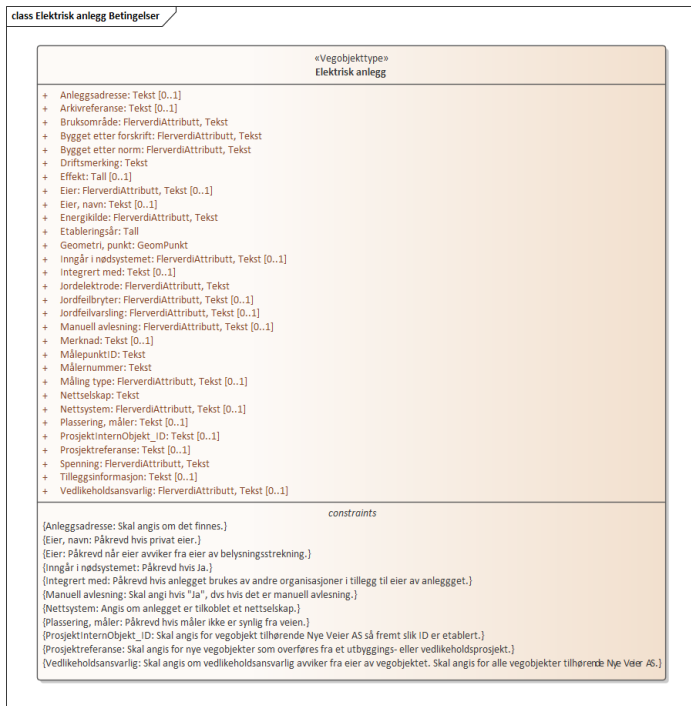 class Elektrisk anlegg Betingelser
«Vegobjekttype»
Elektrisk anlegg
+ Anleggsadresse: Tekst [0..1]
+ Arkivreferanse: Tekst [0..1]
+ Bruksområde: FlerverdiAttributt, Tekst
+ Bygget etter forskrift: FlerverdiAttributt, Tekst
+ Bygget etter norm: FlerverdiAttributt, Tekst
+ Driftsmerking: Tekst
+ Effekt: Tall [0..1]
+ Eier: FlerverdiAttributt, Tekst [0..1]
+ Eier, navn: Tekst [0..1]
+ Energikilde: FlerverdiAttributt, Tekst
+ Etableringsår: Tall
+ Geometri, punkt: GeomPunkt
+ Inngår i nødsystemet: FlerverdiAttributt, Tekst [0..1]
+ Integrert med: Tekst [0..1]
+ Jordelektrode: FlerverdiAttributt, Tekst
+ Jordfeilbryter: FlerverdiAttributt, Tekst [0..1]
+ Jordfeilvarsling: FlerverdiAttributt, Tekst [0..1]
+ Manuell avlesning: FlerverdiAttributt, Tekst [0..1]
+ Merknad: Tekst [0..1]
+ MålepunktID: Tekst
+ Målernummer: Tekst
+ Måling type: FlerverdiAttributt, Tekst [0..1]
+ Nettselskap: Tekst
+ Nettsystem: FlerverdiAttributt, Tekst [0..1]
+ Plassering, måler: Tekst [0..1]
+ ProsjektInternObjekt_ID: Tekst [0..1]
+ Prosjektreferanse: Tekst [0..1]
+ Spenning: FlerverdiAttributt, Tekst
+ Tilleggsinformasjon: Tekst [0..1]
+ Vedlikeholdsansvarlig: FlerverdiAttributt, Tekst [0..1]
constraints
{Anleggsadresse: Skal angis om det finnes.}
{Eier, navn: Påkrevd hvis privat eier.}
{Eier: Påkrevd når eier avviker fra eier av belysningsstrekning.}
{Inngår i nødsystemet: Påkrevd hvis Ja.}
{Integrert med: Påkrevd hvis anlegget brukes av andre organisasjoner i tillegg til eier av anleggget.}
{Manuell avlesning: Skal angi hvis "Ja", dvs hvis det er manuell avlesning.}
{Nettsystem: Angis om anlegget er tilkoblet et nettselskap.}
{Plassering, måler: Påkrevd hvis måler ikke er synlig fra veien.}
{ProsjektInternObjekt_ID: Skal angis for vegobjekt tilhørende Nye Veier AS så fremt slik ID er etablert.}
{Prosjektreferanse: Skal angis for nye vegobjekter som overføres fra et utbyggings- eller vedlikeholdsprosjekt.}
{Vedlikeholdsansvarlig: Skal angis om vedlikeholdsansvarlig avviker fra eier av vegobjektet. Skal angis for alle vegobjekter tilhørende Nye Veier AS.}